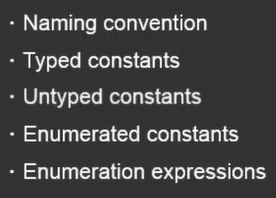 · Naming convention
· Typed constants
· Untyped constants
· Enumerated constants
· Enumeration expressions